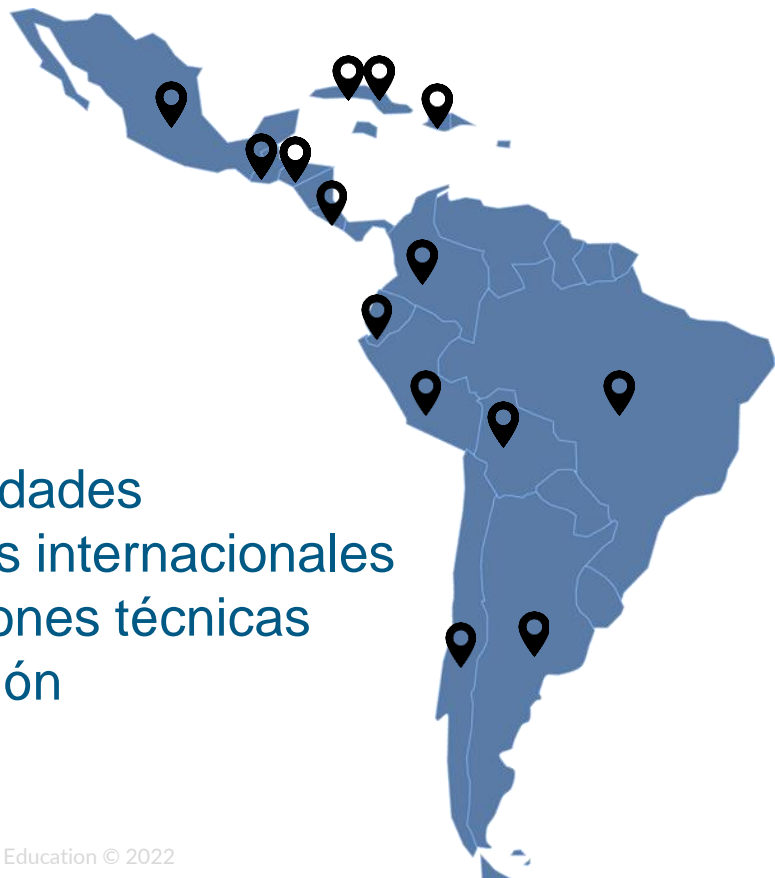 dades
s internacionales
ones técnicas
ón
Education © 2022